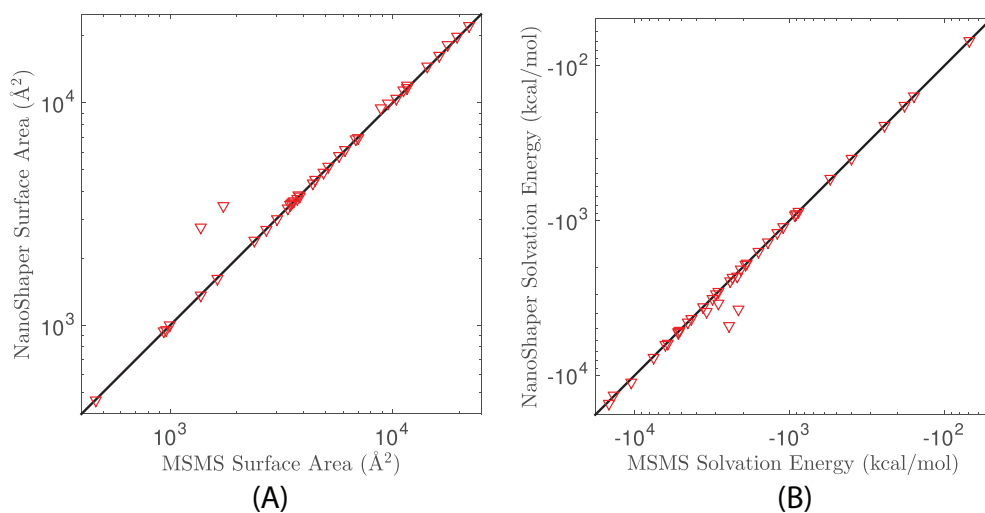 NanoShaper Surface Area (Å²)
10⁴
10³
10³
10⁴
MSMS Surface Area (Å²)
(A)
NanoShaper Solvation Energy (kcal/mol)
-10²
-10³
-10⁴
-10⁴
-10³
-10²
MSMS Solvation Energy (kcal/mol)
(B)